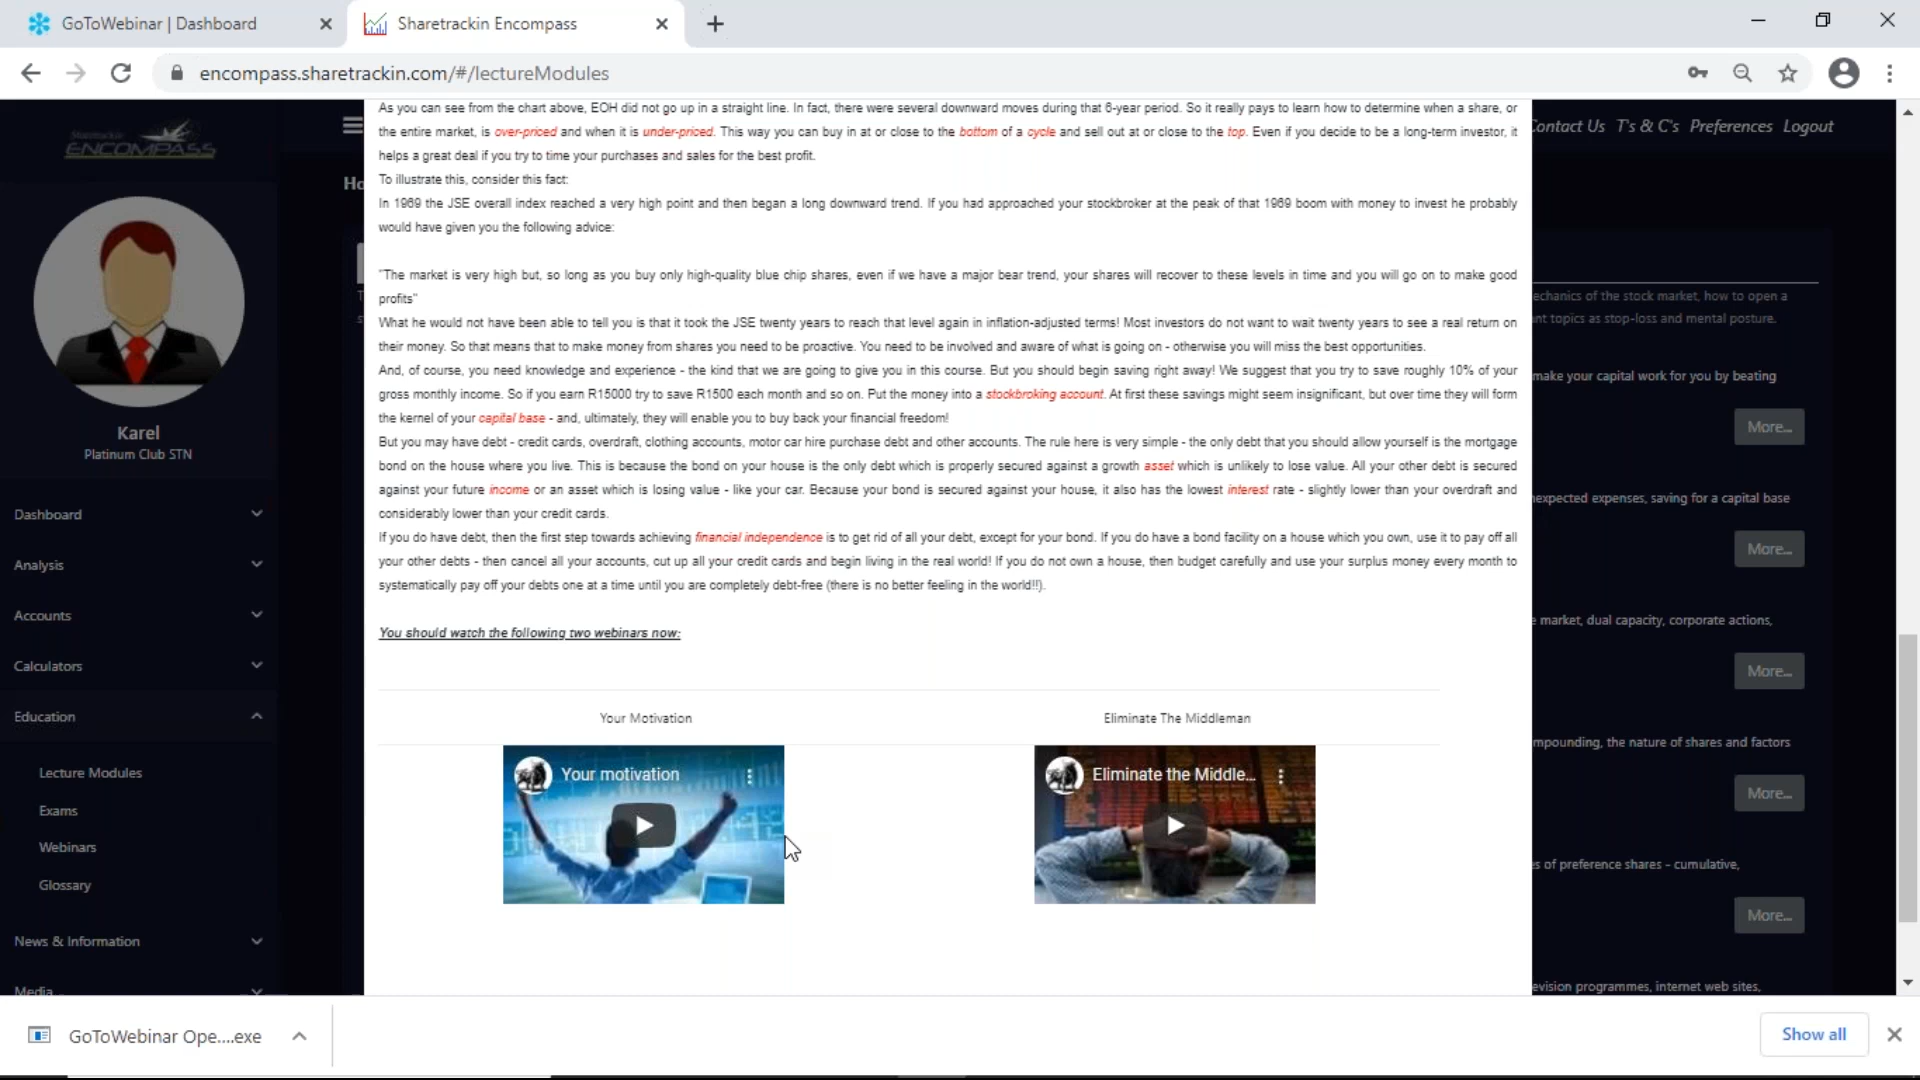 GoToWebinar | Dashboard
Sharetrackin Encompass
encompass.sharetrackin.com/#/lectureModules
Sharetrackin
ENCOMPASS
Contact Us T's & C's Preferences Logout
Ho
As you can see from the chart above, EOH did not go up in a straight line. In fact, there were several downward moves during that 6-year period. So it really pays to learn how to determine when a share, or
the entire market, is over-priced and when it is under-priced. This way you can buy in at or close to the bottom of a cycle and sell out at or close to the top. Even if you decide to be a long-term investor, it
helps a great deal if you try to time your purchases and sales for the best profit.
To illustrate this, consider this fact:
In 1969 the JSE overall index reached a very high point and then began a long downward trend. If you had approached your stockbroker at the peak of that 1969 boom with money to invest he probably
would have given you the following advice:
"The market is very high but, so long as you buy only high-quality blue chip shares, even if we have a major bear trend, your shares will recover to these levels in time and you will go on to make good
profits"
What he would not have been able to tell you is that it took the JSE twenty years to reach that level again in inflation-adjusted terms! Most investors do not want to wait twenty years to see a real return on
their money. So that means that to make money from shares you need to be proactive. You need to be involved and aware of what is going on - otherwise you will miss the best opportunities.
And, of course, you need knowledge and experience - the kind that we are going to give you in this course. But you should begin saving right away! We suggest that you try to save roughly 10% of your
gross monthly income. So if you earn R15000 try to save R1500 each month and so on. Put the money into a stockbroking account. At first these savings might seem insignificant, but over time they will form
the kernel of your capital base - and, ultimately, they will enable you to buy back your financial freedom!
But you may have debt - credit cards, overdraft, clothing accounts, motor car hire purchase debt and other accounts. The rule here is very simple - the only debt that you should allow yourself is the mortgage
bond on the house where you live. This is because the bond on your house is the only debt which is properly secured against a growth asset which is unlikely to lose value. All your other debt is secured
against your future income or an asset which is losing value - like your car. Because your bond is secured against your house, it also has the lowest interest rate - slightly lower than your overdraft and
considerably lower than your credit cards.
If you do have debt, then the first step towards achieving financial independence is to get rid of all your debt, except for your bond. If you do have a bond facility on a house which you own, use it to pay off all
your other debts - then cancel all your accounts, cut up all your credit cards and begin living in the real world! If you do not own a house, then budget carefully and use your surplus money every month to
systematically pay off your debts one at a time until you are completely debt-free (there is no better feeling in the world!!).
You should watch the following two webinars now:
Your Motivation
Eliminate The Middleman
Your motivation
Eliminate the Middle...
Karel
Platinum Club STN
Dashboard
Analysis
Accounts
Calculators
Education
Lecture Modules
Exams
Webinars
Glossary
News & Information
Media
echanics of the stock market, how to open a
nt topics as stop-loss and mental posture.
make your capital work for you by beating
More...
nexpected expenses, saving for a capital base
More...
e market, dual capacity, corporate actions,
More...
mpounding, the nature of shares and factors
More...
es of preference shares - cumulative,
More...
evision programmes, internet web sites,
GoToWebinar Ope....exe
Show all